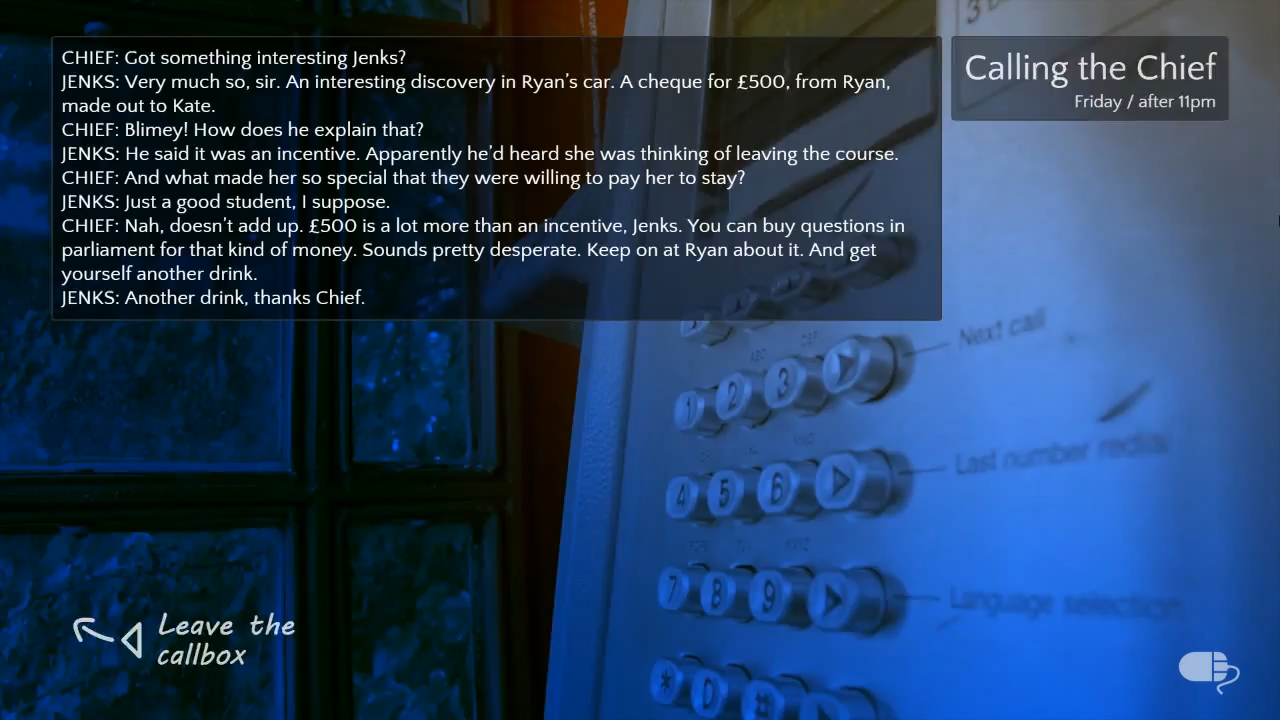 CHIEF: Got something interesting Jenks?
JENKS: Very much so, sir. An interesting discovery in Ryan’s car. A cheque for £500, from Ryan,
made out to Kate.
CHIEF: Blimey! How does he explain that?
JENKS: He said it was an incentive. Apparently he’d heard she was thinking of leaving the course.
CHIEF: And what made her so special that they were willing to pay her to stay?
JENKS: Just a good student, I suppose.
CHIEF: Nah, doesn’t add up. £500 is a lot more than an incentive, Jenks. You can buy questions in
parliament for that kind of money. Sounds pretty desperate. Keep on at Ryan about it. And get
yourself another drink.
JENKS: Another drink, thanks Chief.
Calling the Chief
Friday / after 11pm
ABC DEF
1 2 3 Next call
4 5 6 Last number redial
7 8 9 Language selection
* 0 #
Leave the
callbox